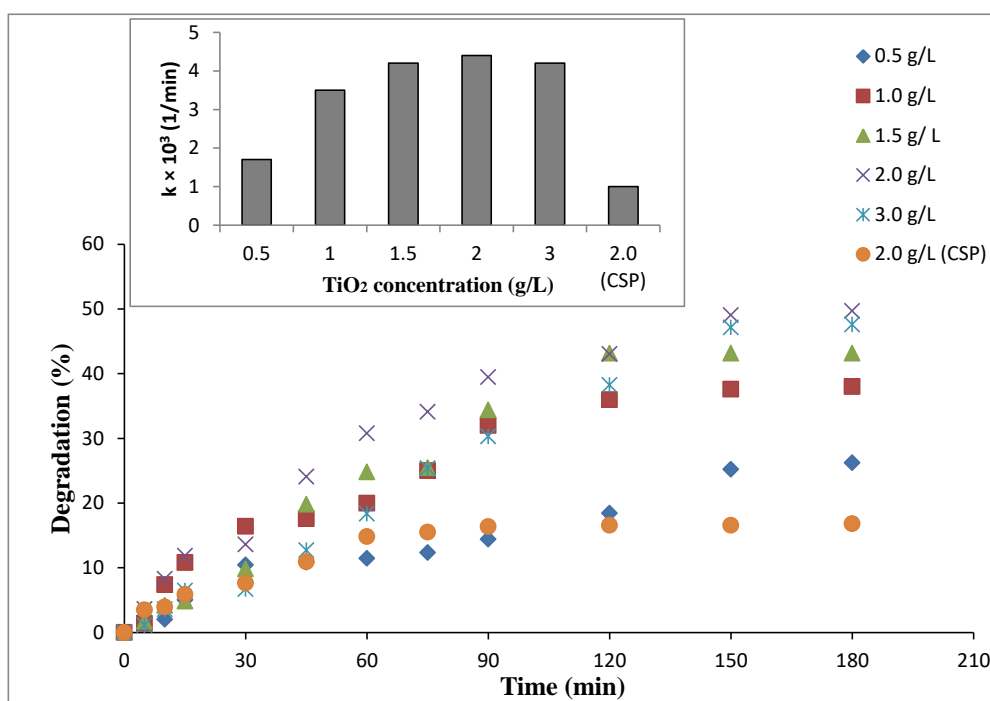 5
4
3
2
1
0
k × 10³ (1/min)
0.5 1 1.5 2 3 2.0
(CSP)
TiO₂ concentration (g/L)
0.5 g/L
1.0 g/L
1.5 g/ L
2.0 g/L
3.0 g/L
2.0 g/L (CSP)
60
50
40
30
20
10
0
Degradation (%)
0 30 60 90 120 150 180 210
Time (min)